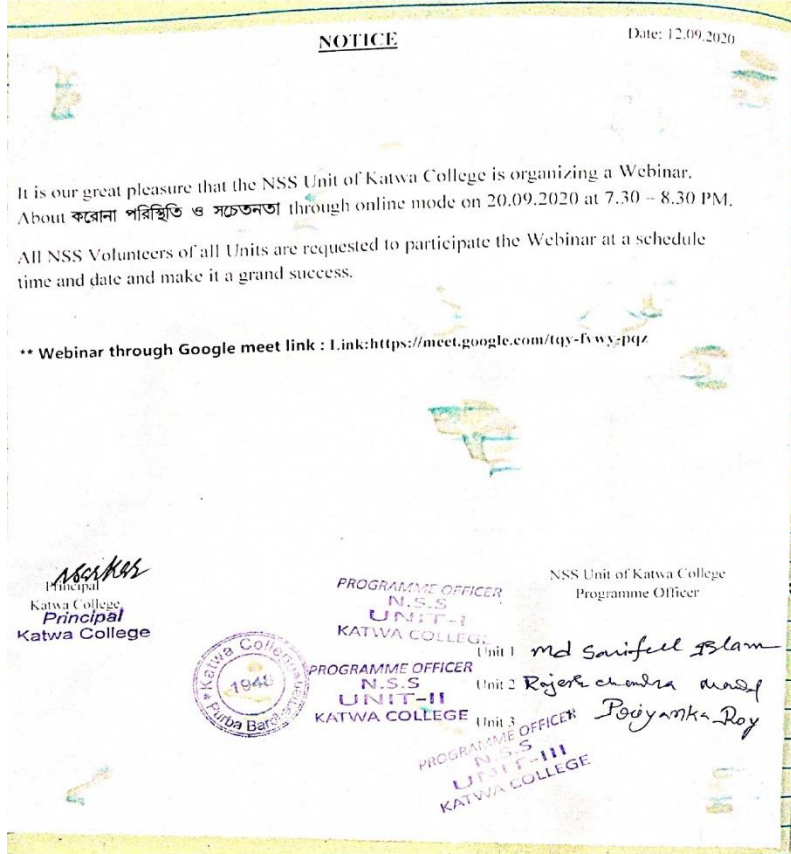 NOTICE
Date: 12.09.2020
It is our great pleasure that the NSS Unit of Katwa College is organizing a Webinar.
About করোনা পরিস্থিতি ও সচেতনতা through online mode on 20.09.2020 at 7.30 – 8.30 PM.
All NSS Volunteers of all Units are requested to participate the Webinar at a schedule
time and date and make it a grand success.
** Webinar through Google meet link : Link:https://meet.google.com/tqy-fvwy-pqz
Principal
Katwa College
Principal
Katwa College
Katwa College
1948
Purba
PROGRAMME OFFICER
N.S.S
UNIT-I
KATWA COLLEGE
PROGRAMME OFFICER
N.S.S
UNIT-II
KATWA COLLEGE
PROGRAMME OFFICER
N.S.S
UNIT-III
KATWA COLLEGE
NSS Unit of Katwa College
Programme Officer
Unit 1 Md Sariful Islam
Unit 2 Rajesh chandra
Unit 3 Priyanka Roy